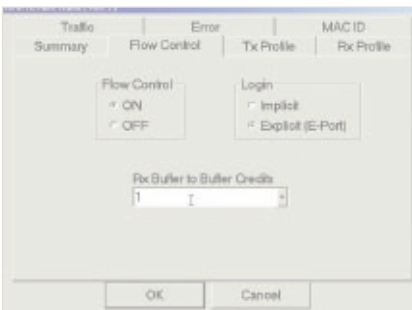 Traffic Error MAC ID
Summary Flow Control Tx Profile Rx Profile
Flow Control
ON
OFF
Login
Implicit
Explicit (E-Port)
Rx Buffer to Buffer Credits
1
OK Cancel